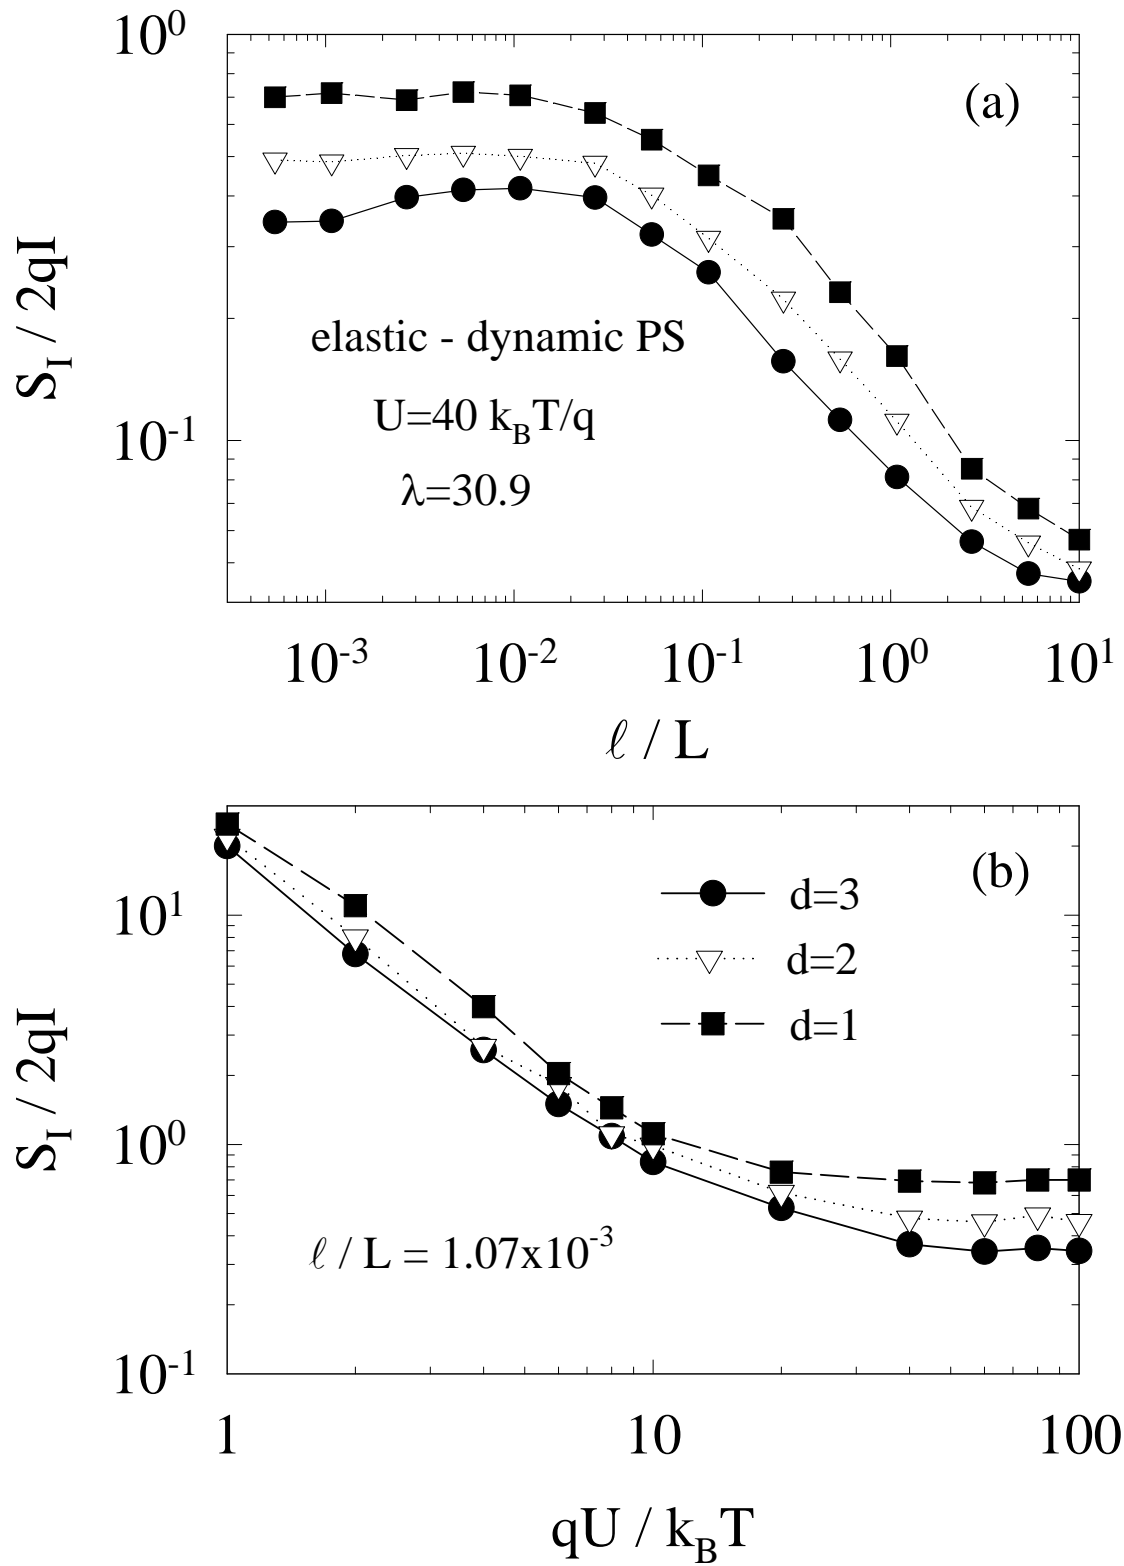 10^0
(a)
S_I / 2qI
elastic - dynamic PS
U=40 k_BT/q
λ=30.9
10^-1
10^-3 10^-2 10^-1 10^0 10^1
ℓ / L
(b)
d=3
10^1
d=2
d=1
S_I / 2qI
10^0
ℓ / L = 1.07x10^-3
10^-1
1 10 100
qU / k_BT